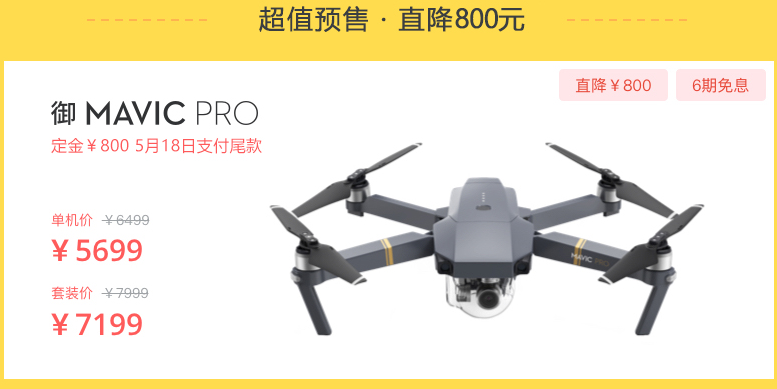 超值预售 · 直降800元
直降￥800
6期免息
御 MAVIC PRO
定金￥800 5月18日支付尾款
单机价 ￥6499
￥5699
套装价 ￥7999
￥7199
MAVIC PRO